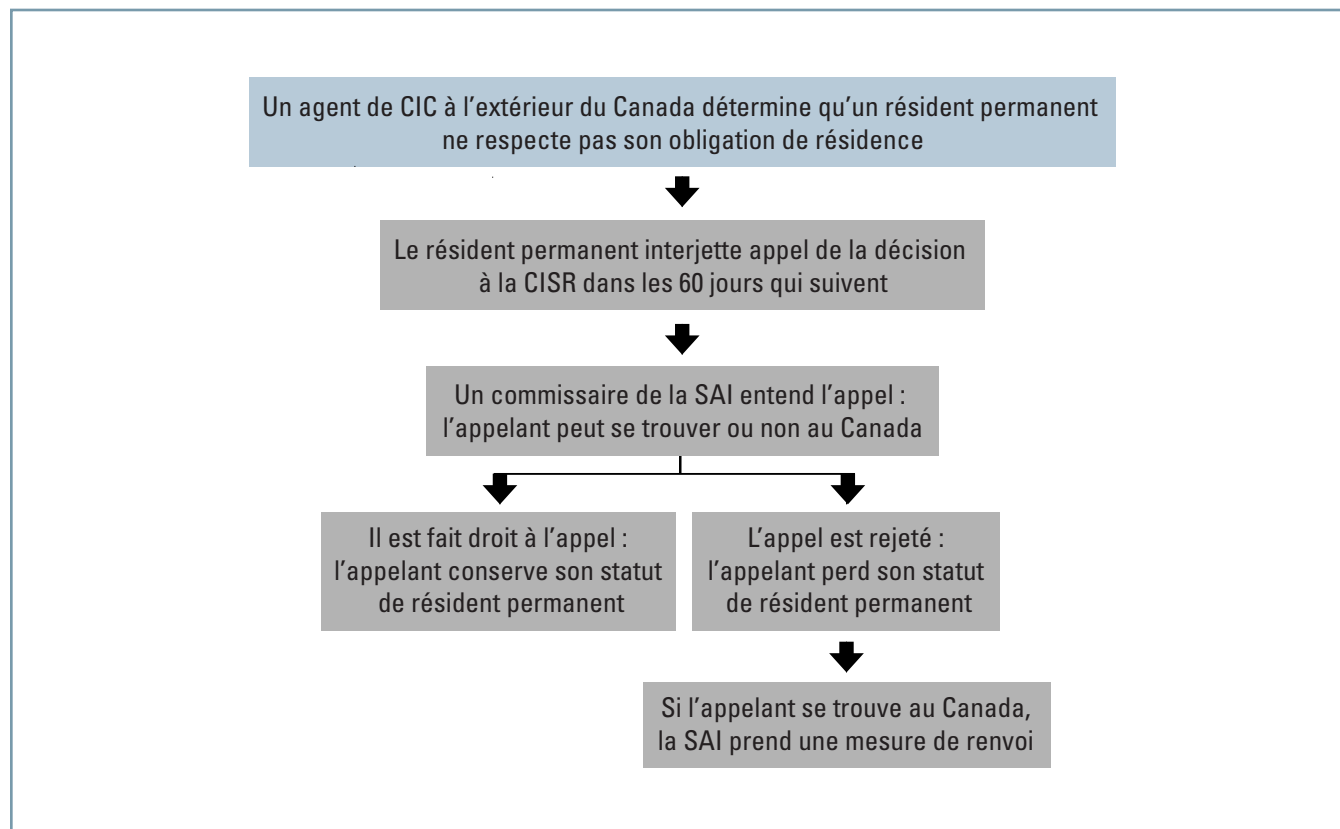 Un agent de CIC à l’extérieur du Canada détermine qu’un résident permanent
ne respecte pas son obligation de résidence
Le résident permanent interjette appel de la décision
à la CISR dans les 60 jours qui suivent
Un commissaire de la SAI entend l’appel :
l’appelant peut se trouver ou non au Canada
Il est fait droit à l’appel :
l’appelant conserve son statut
de résident permanent
L’appel est rejeté :
l’appelant perd son statut
de résident permanent
Si l’appelant se trouve au Canada,
la SAI prend une mesure de renvoi